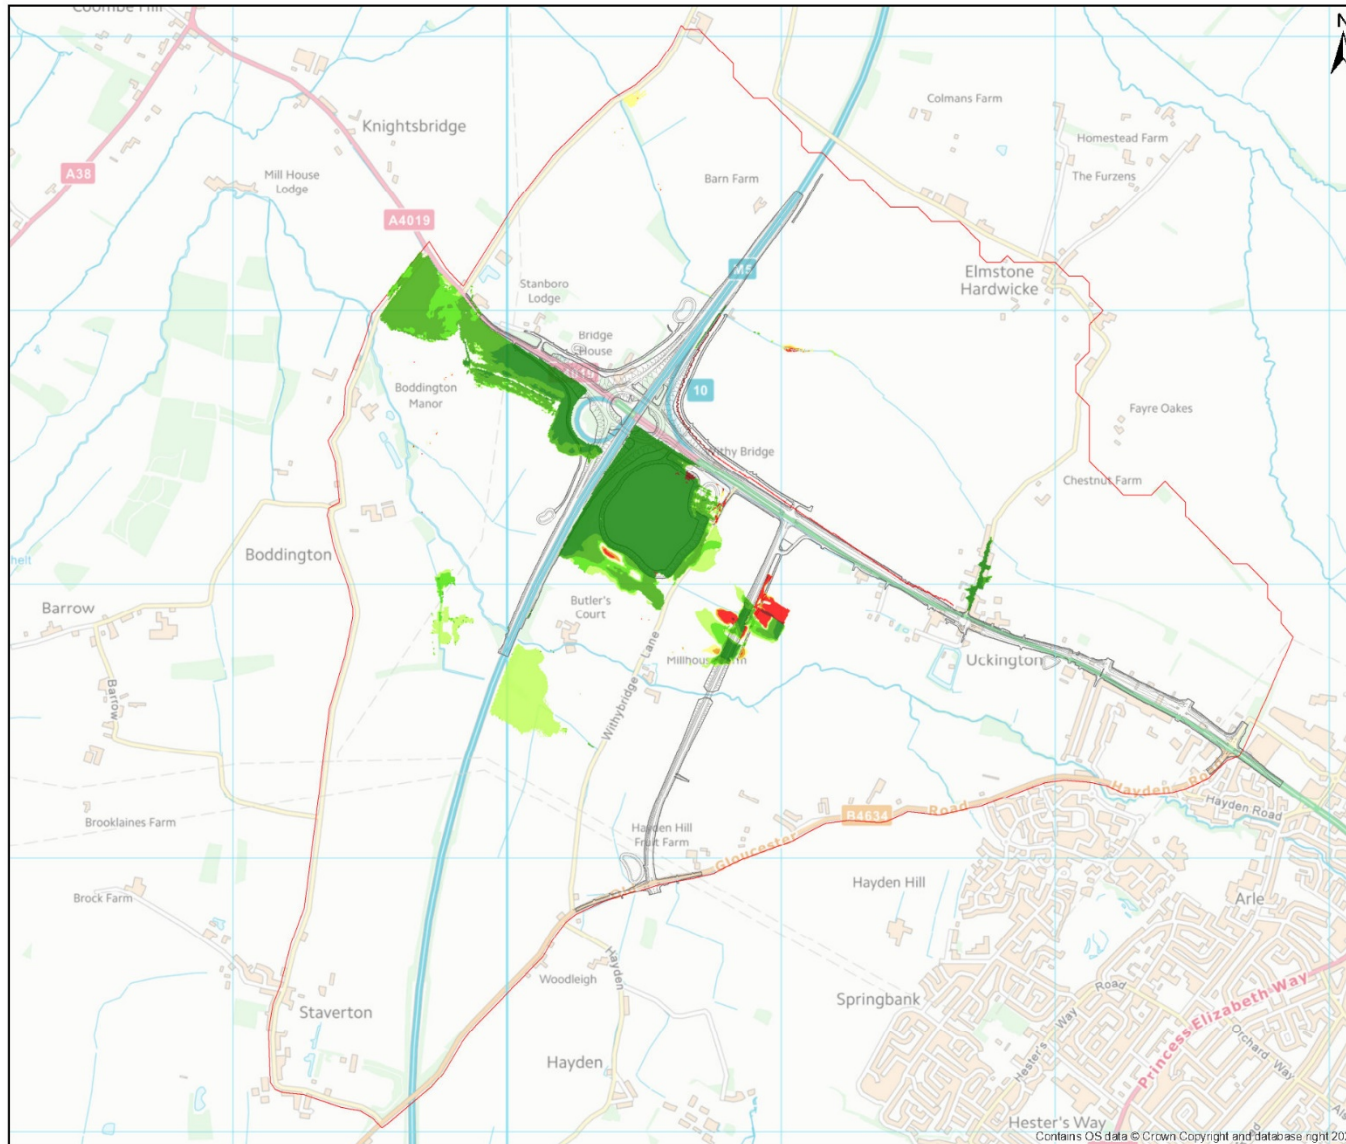 Coombe Hill
N
Colmans Farm
Knightsbridge
Homestead Farm
A38
Mill House
Lodge
Barn Farm
The Furzens
A4019
M5
Elmstone
Hardwicke
Stanboro
Lodge
Bridge
House
Boddington
Manor
10
Fayre Oakes
Withy Bridge
Chestnut Farm
Boddington
Barrow
Butler's
Court
Barrow
Withybridge Lane
Uckington
Brooklaines Farm
B4634
Gloucester Road
Hayden Road
Hayden Road
Hayden Hill
Fruit Farm
Hayden Hill
Brock Farm
Arle
Woodleigh
Hayden
Springbank
Road
Staverton
Hayden
Hester's Way
Orchard Way
Princess Elizabeth Way
Hester's Way
Contains OS data © Crown Copyright and database right